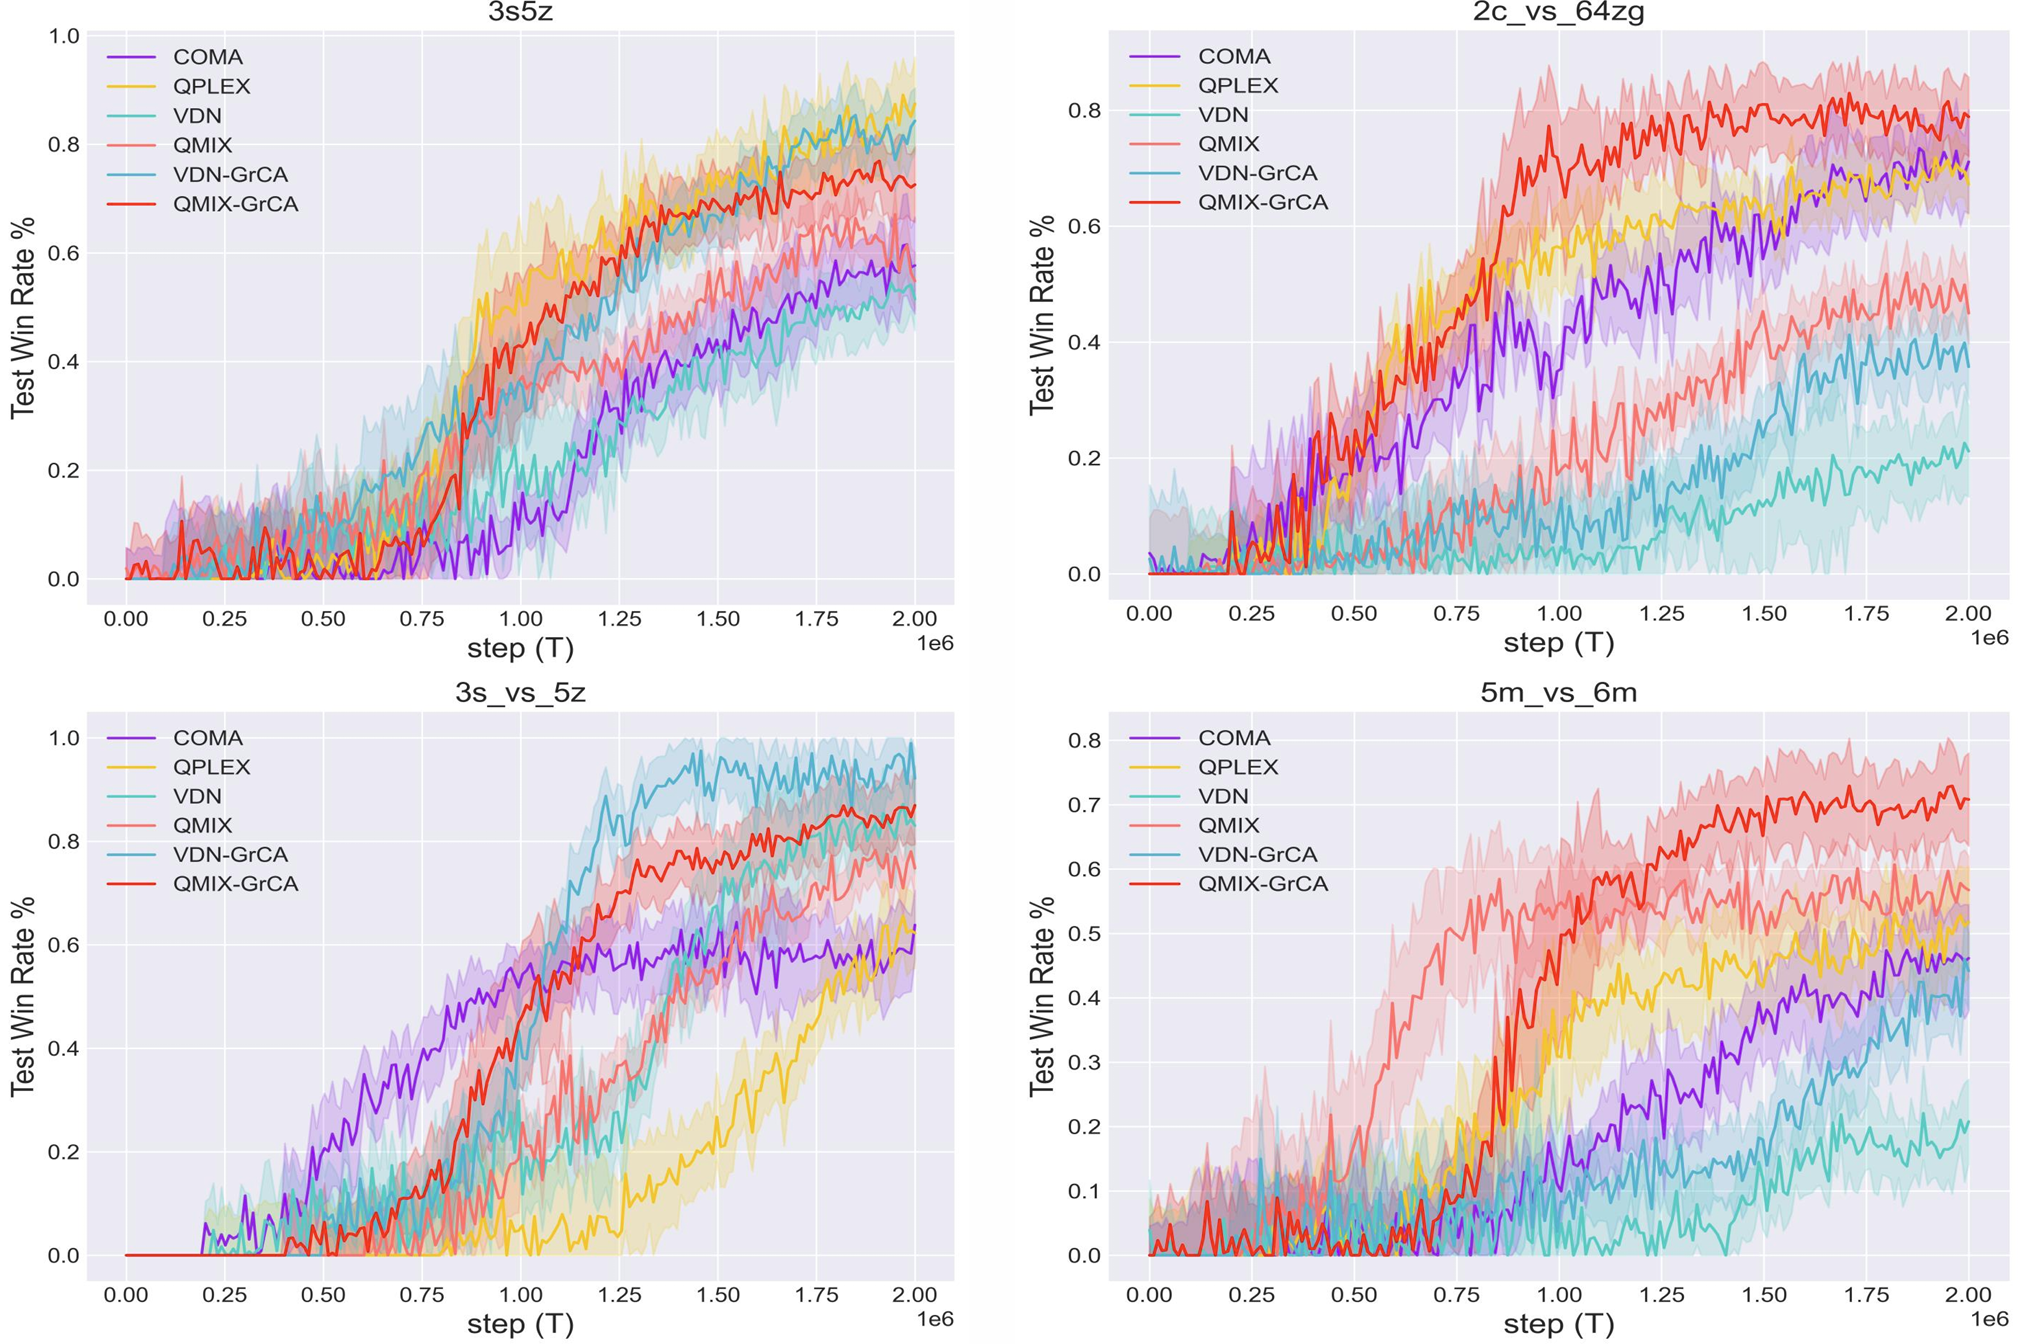 3s5z
Test Win Rate %
1.0
0.8
0.6
0.4
0.2
0.0
COMA
QPLEX
VDN
QMIX
VDN-GrCA
QMIX-GrCA
0.00 0.25 0.50 0.75 1.00 1.25 1.50 1.75 2.00
1e6
step (T)
2c_vs_64zg
Test Win Rate %
0.8
0.6
0.4
0.2
0.0
COMA
QPLEX
VDN
QMIX
VDN-GrCA
QMIX-GrCA
0.00 0.25 0.50 0.75 1.00 1.25 1.50 1.75 2.00
1e6
step (T)
3s_vs_5z
Test Win Rate %
1.0
0.8
0.6
0.4
0.2
0.0
COMA
QPLEX
VDN
QMIX
VDN-GrCA
QMIX-GrCA
0.00 0.25 0.50 0.75 1.00 1.25 1.50 1.75 2.00
1e6
step (T)
5m_vs_6m
Test Win Rate %
0.8
0.7
0.6
0.5
0.4
0.3
0.2
0.1
0.0
COMA
QPLEX
VDN
QMIX
VDN-GrCA
QMIX-GrCA
0.00 0.25 0.50 0.75 1.00 1.25 1.50 1.75 2.00
1e6
step (T)